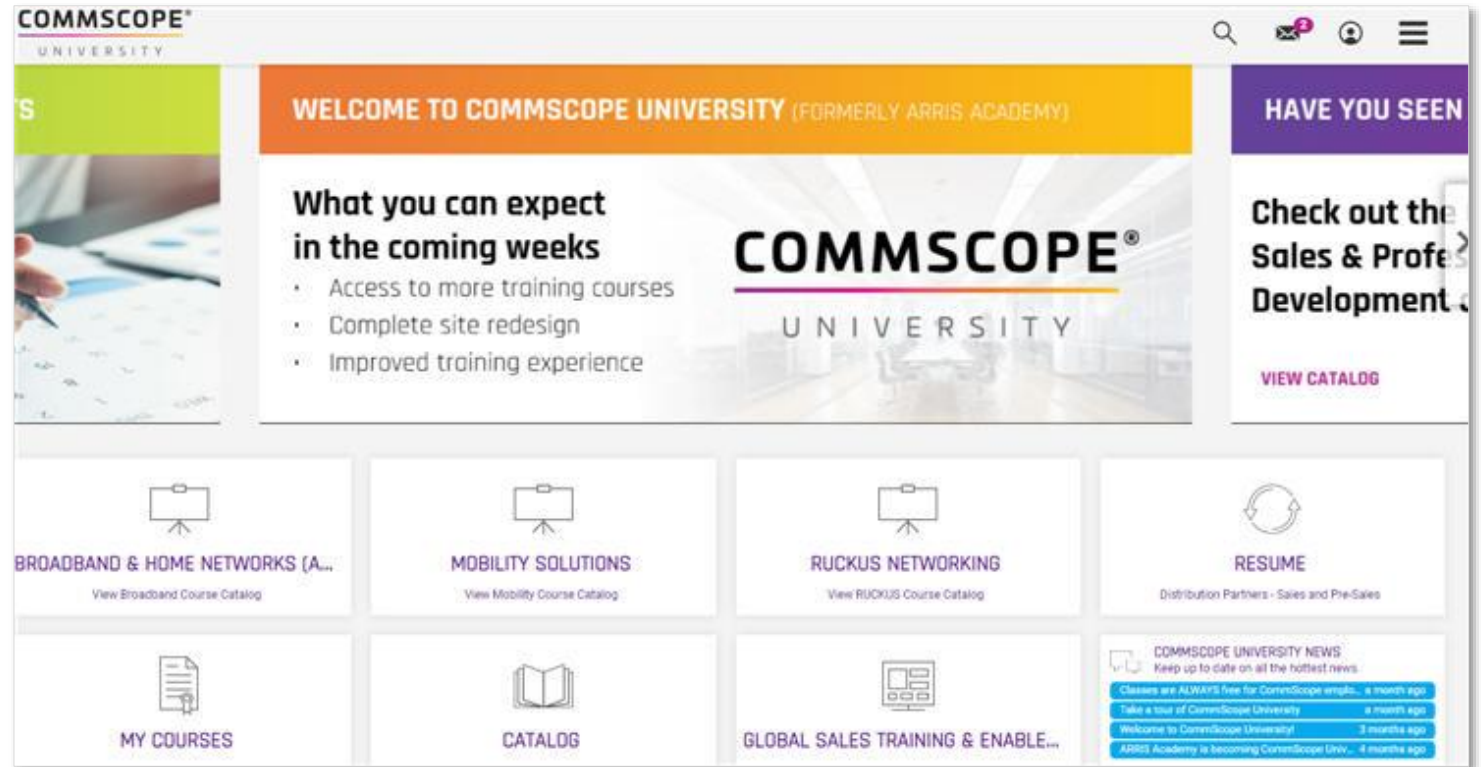 COMMSCOPE®
UNIVERSITY
2
'S
WELCOME TO COMMSCOPE UNIVERSITY (FORMERLY ARRIS ACADEMY)
HAVE YOU SEEN
What you can expect
in the coming weeks
• Access to more training courses
• Complete site redesign
• Improved training experience
COMMSCOPE®
UNIVERSITY
Check out the
Sales & Profes
Development
VIEW CATALOG
BROADBAND & HOME NETWORKS (A...
View Broadband Course Catalog
MOBILITY SOLUTIONS
View Mobility Course Catalog
RUCKUS NETWORKING
View RUCKUS Course Catalog
RESUME
Distribution Partners - Sales and Pre-Sales
MY COURSES
CATALOG
GLOBAL SALES TRAINING & ENABLE...
COMMSCOPE UNIVERSITY NEWS
Keep up to date on all the hottest news.
Classes are ALWAYS free for CommScope emplo... a month ago
Take a tour of CommScope University a month ago
Welcome to CommScope University! 3 months ago
ARRIS Academy is becoming CommScope Univ... 4 months ago